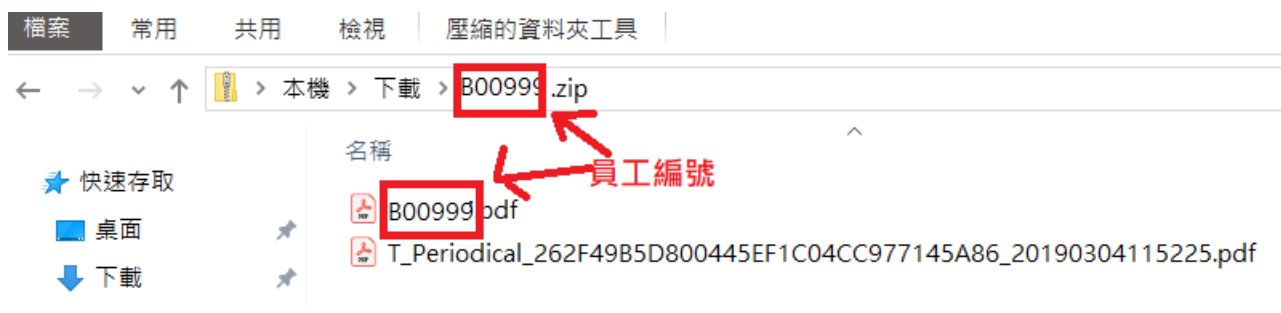 檔案 常用 共用 檢視 壓縮的資料夾工具
本機 > 下載 > B00999 .zip
名稱
員工編號
快速存取
B00999.pdf
桌面
T_Periodical_262F49B5D800445EF1C04CC977145A86_20190304115225.pdf
下載